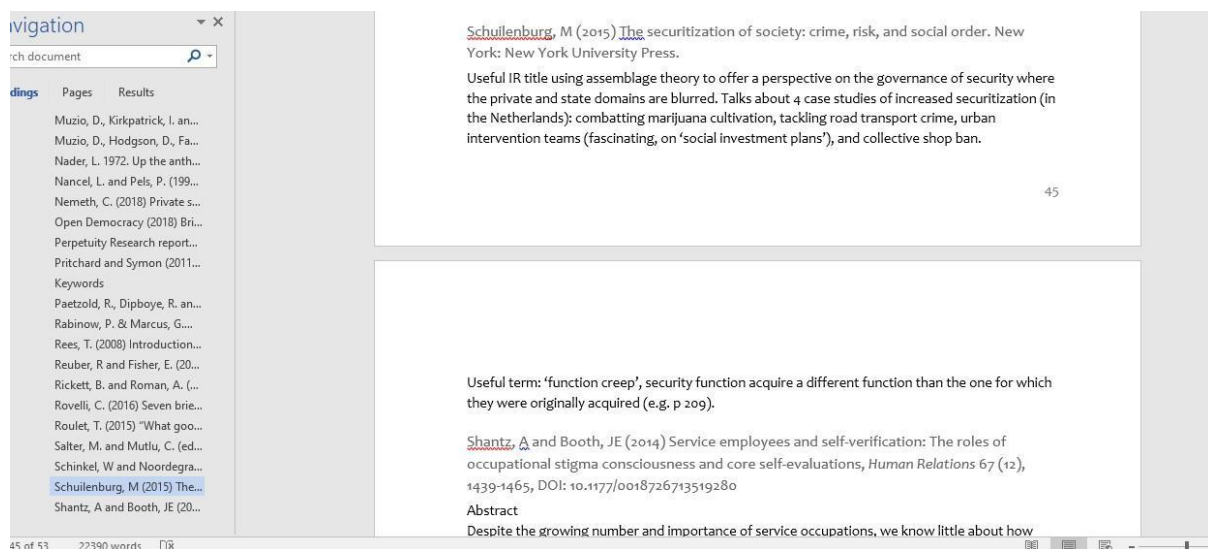 vigation
rch document
dings Pages Results
Muzio, D., Kirkpatrick, I. an...
Muzio, D., Hodgson, D., Fa...
Nader, L. 1972. Up the anth...
Nancel, L. and Pels, P. (199...
Nemeth, C. (2018) Private s...
Open Democracy (2018) Bri...
Perpetuity Research report...
Pritchard and Symon (2011...
Keywords
Paetzold, R., Dipboye, R. an...
Rabinow, P. & Marcus, G....
Rees, T. (2008) Introduction...
Reuber, R and Fisher, E. (20...
Rickett, B. and Roman, A. (...
Rovelli, C. (2016) Seven brie...
Roulet, T. (2015) “What goo...
Salter, M. and Mutlu, C. (ed...
Schinkel, W and Noordegra...
Schuilenburg, M (2015) The...
Shantz, A and Booth, JE (20...
Schuilenburg, M (2015) The securitization of society: crime, risk, and social order. New
York: New York University Press.
Useful IR title using assemblage theory to offer a perspective on the governance of security where
the private and state domains are blurred. Talks about 4 case studies of increased securitization (in
the Netherlands): combatting marijuana cultivation, tackling road transport crime, urban
intervention teams (fascinating, on ‘social investment plans’), and collective shop ban.
45
Useful term: ‘function creep’, security function acquire a different function than the one for which
they were originally acquired (e.g. p 209).
Shantz, A and Booth, JE (2014) Service employees and self-verification: The roles of
occupational stigma consciousness and core self-evaluations, Human Relations 67 (12),
1439-1465, DOI: 10.1177/0018726713519280
Abstract
Despite the growing number and importance of service occupations, we know little about how
45 of 53 22390 words